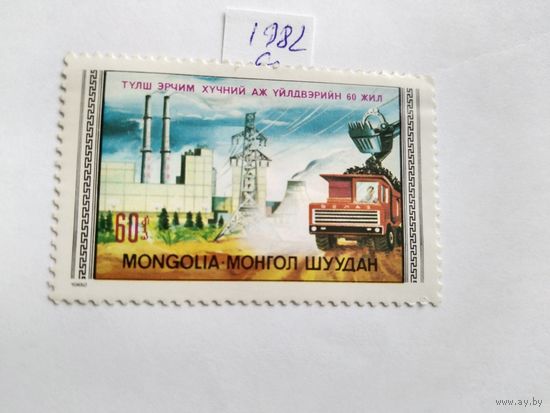 1982
ТҮЛШ ЭРЧИМ ХҮЧНИЙ АЖ ҮЙЛДВЭРИЙН 60 ЖИЛ
60
MONGOLIA-МОНГОЛ ШУУДАН
www.ay.by